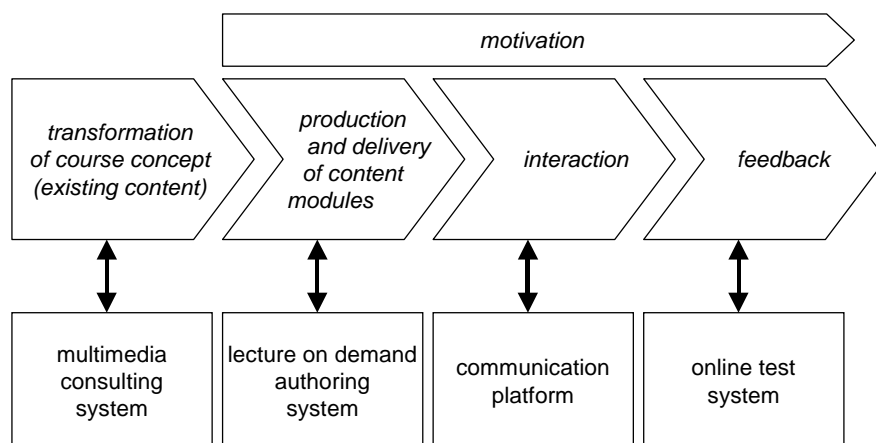 motivation
transformation
of course concept
(existing content)
production
and delivery
of content
modules
interaction
feedback
multimedia
consulting
system
lecture on demand
authoring
system
communication
platform
online test
system